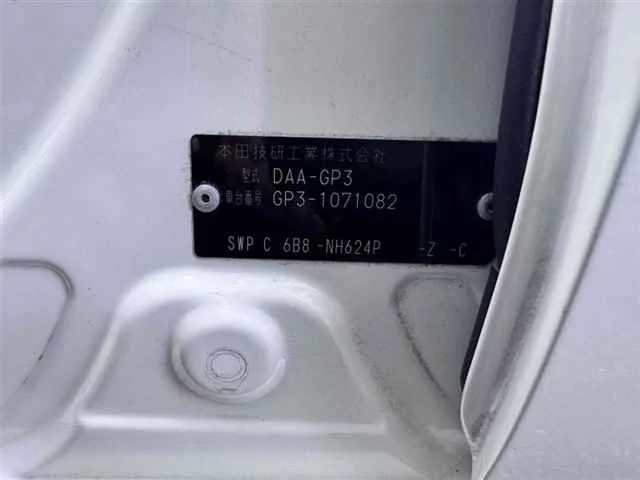 本田技研工業株式会社
型式 DAA-GP3
車台番号 GP3-1071082
SWP C 6B8 -NH624P -Z -C